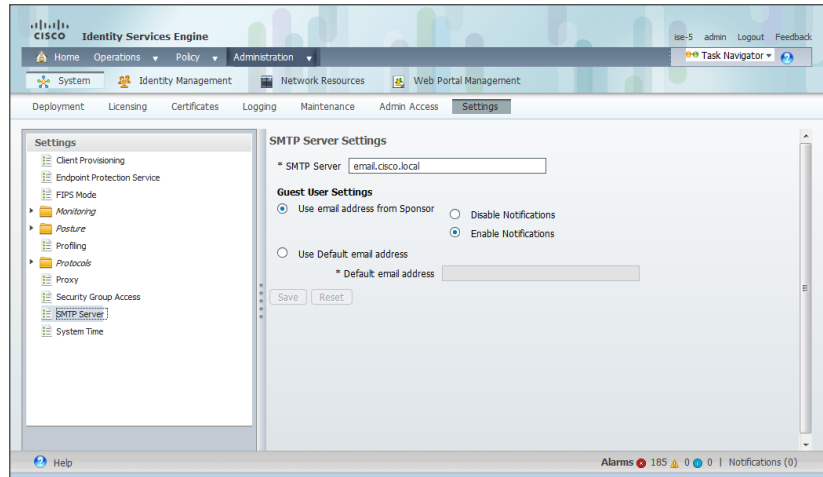 CISCO Identity Services Engine
ise-5 admin Logout Feedback
Home Operations Policy Administration
Task Navigator
System Identity Management Network Resources Web Portal Management
Deployment Licensing Certificates Logging Maintenance Admin Access Settings
Settings
Client Provisioning
Endpoint Protection Service
FIPS Mode
Monitoring
Posture
Profiling
Protocols
Proxy
Security Group Access
SMTP Server
System Time
SMTP Server Settings
* SMTP Server email.cisco.local
Guest User Settings
Use email address from Sponsor
Disable Notifications
Enable Notifications
Use Default email address
* Default email address
Save Reset
Help
Alarms 185 0 0 | Notifications (0)